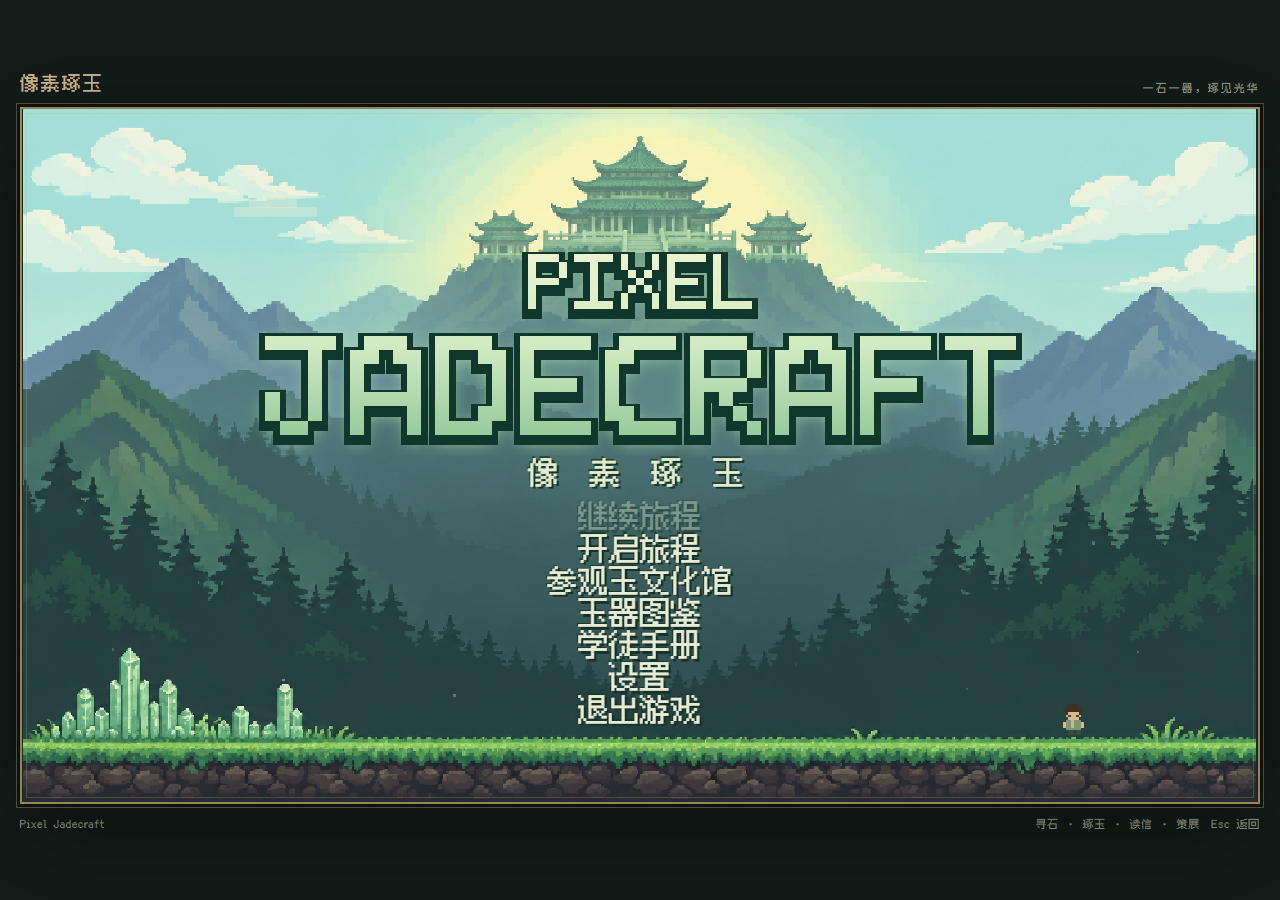 像素琢玉
一石一器，琢见光华
PIXEL
JADECRAFT
像素琢玉
继续旅程
开启旅程
参观玉文化馆
玉器图鉴
学徒手册
设置
退出游戏
Pixel Jadecraft
寻石 · 琢玉 · 读信 · 策展 Esc 返回